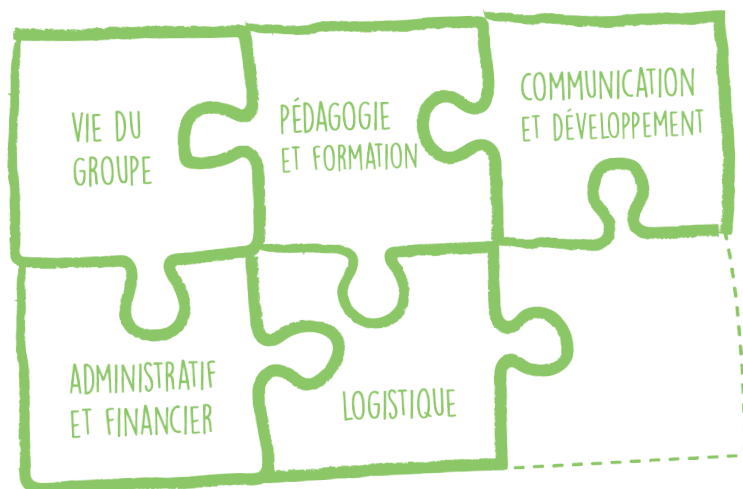 VIE DU
GROUPE
PÉDAGOGIE
ET FORMATION
COMMUNICATION
ET DÉVELOPPEMENT
ADMINISTRATIF
ET FINANCIER
LOGISTIQUE